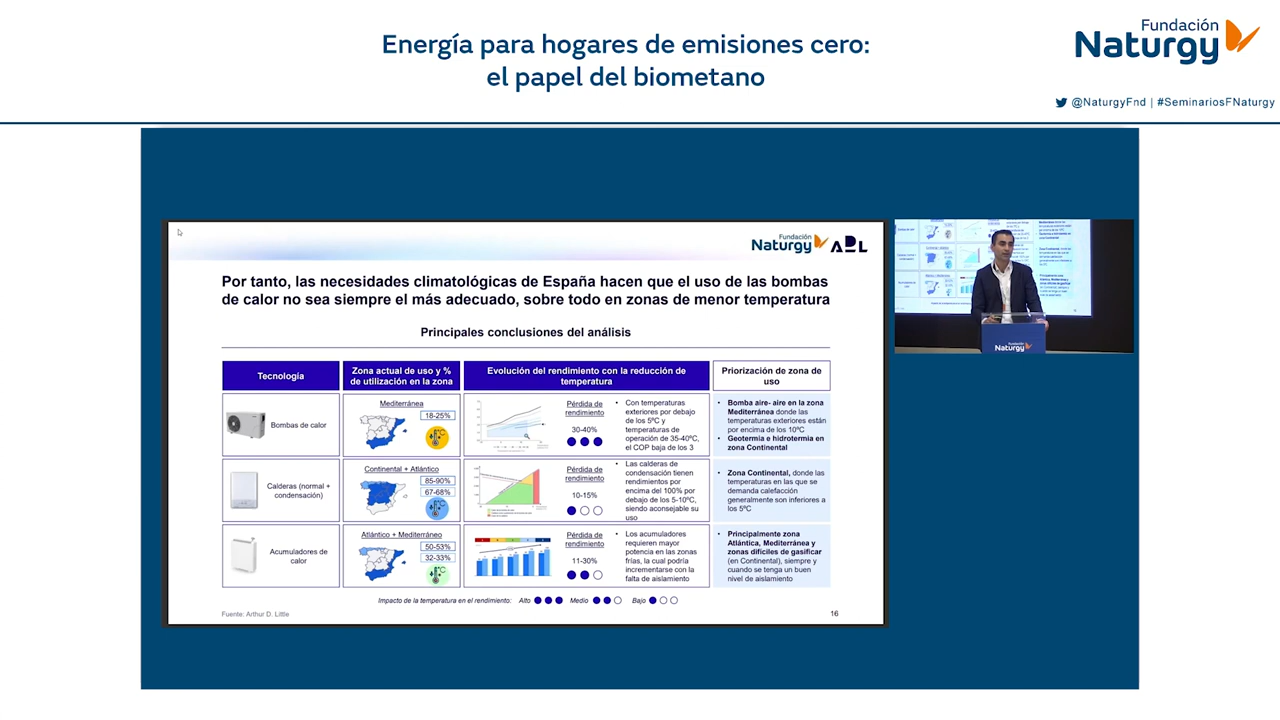 Energía para hogares de emisiones cero:
el papel del biometano
Fundación
Naturgy
@NaturgyFnd | #SeminariosFNaturgy
Fundación
Naturgy
ADL
Por tanto, las necesidades climatológicas de España hacen que el uso de las bombas
de calor no sea siempre el más adecuado, sobre todo en zonas de menor temperatura
Principales conclusiones del análisis
Tecnología
Zona actual de uso y %
de utilización en la zona
Evolución del rendimiento con la reducción de
temperatura
Priorización de zona de
uso
Bombas de calor
Mediterránea
18-25%
Pérdida de
rendimiento
30-40%
• Con temperaturas
exteriores por debajo
de los 5ºC y
temperaturas de
operación de 35-40ºC,
el COP baja de los 3
• Bomba aire- aire en la zona
Mediterránea donde las
temperaturas exteriores están
por encima de los 10ºC
• Geotermia e hidrotermia en
zona Continental
Calderas (normal +
condensación)
Continental + Atlántico
85-90%
67-68%
Pérdida de
rendimiento
10-15%
• Las calderas de
condensación tienen
rendimientos por
encima del 100% por
debajo de los 5-10ºC,
siendo aconsejable su
uso
• Zona Continental, donde las
temperaturas en las que se
demanda calefacción
generalmente son inferiores a
los 5ºC
Acumuladores de
calor
Atlántico + Mediterráneo
50-53%
32-33%
Pérdida de
rendimiento
11-30%
• Los acumuladores
requieren mayor
potencia en las zonas
frías, la cual podría
incrementarse con la
falta de aislamiento
• Principalmente zona
Atlántica, Mediterránea y
zonas difíciles de gasificar
(en Continental), siempre y
cuando se tenga un buen
nivel de aislamiento
Impacto de la temperatura en el rendimiento: Alto Medio Bajo
Fuente: Arthur D. Little
16
Fundación
Naturgy